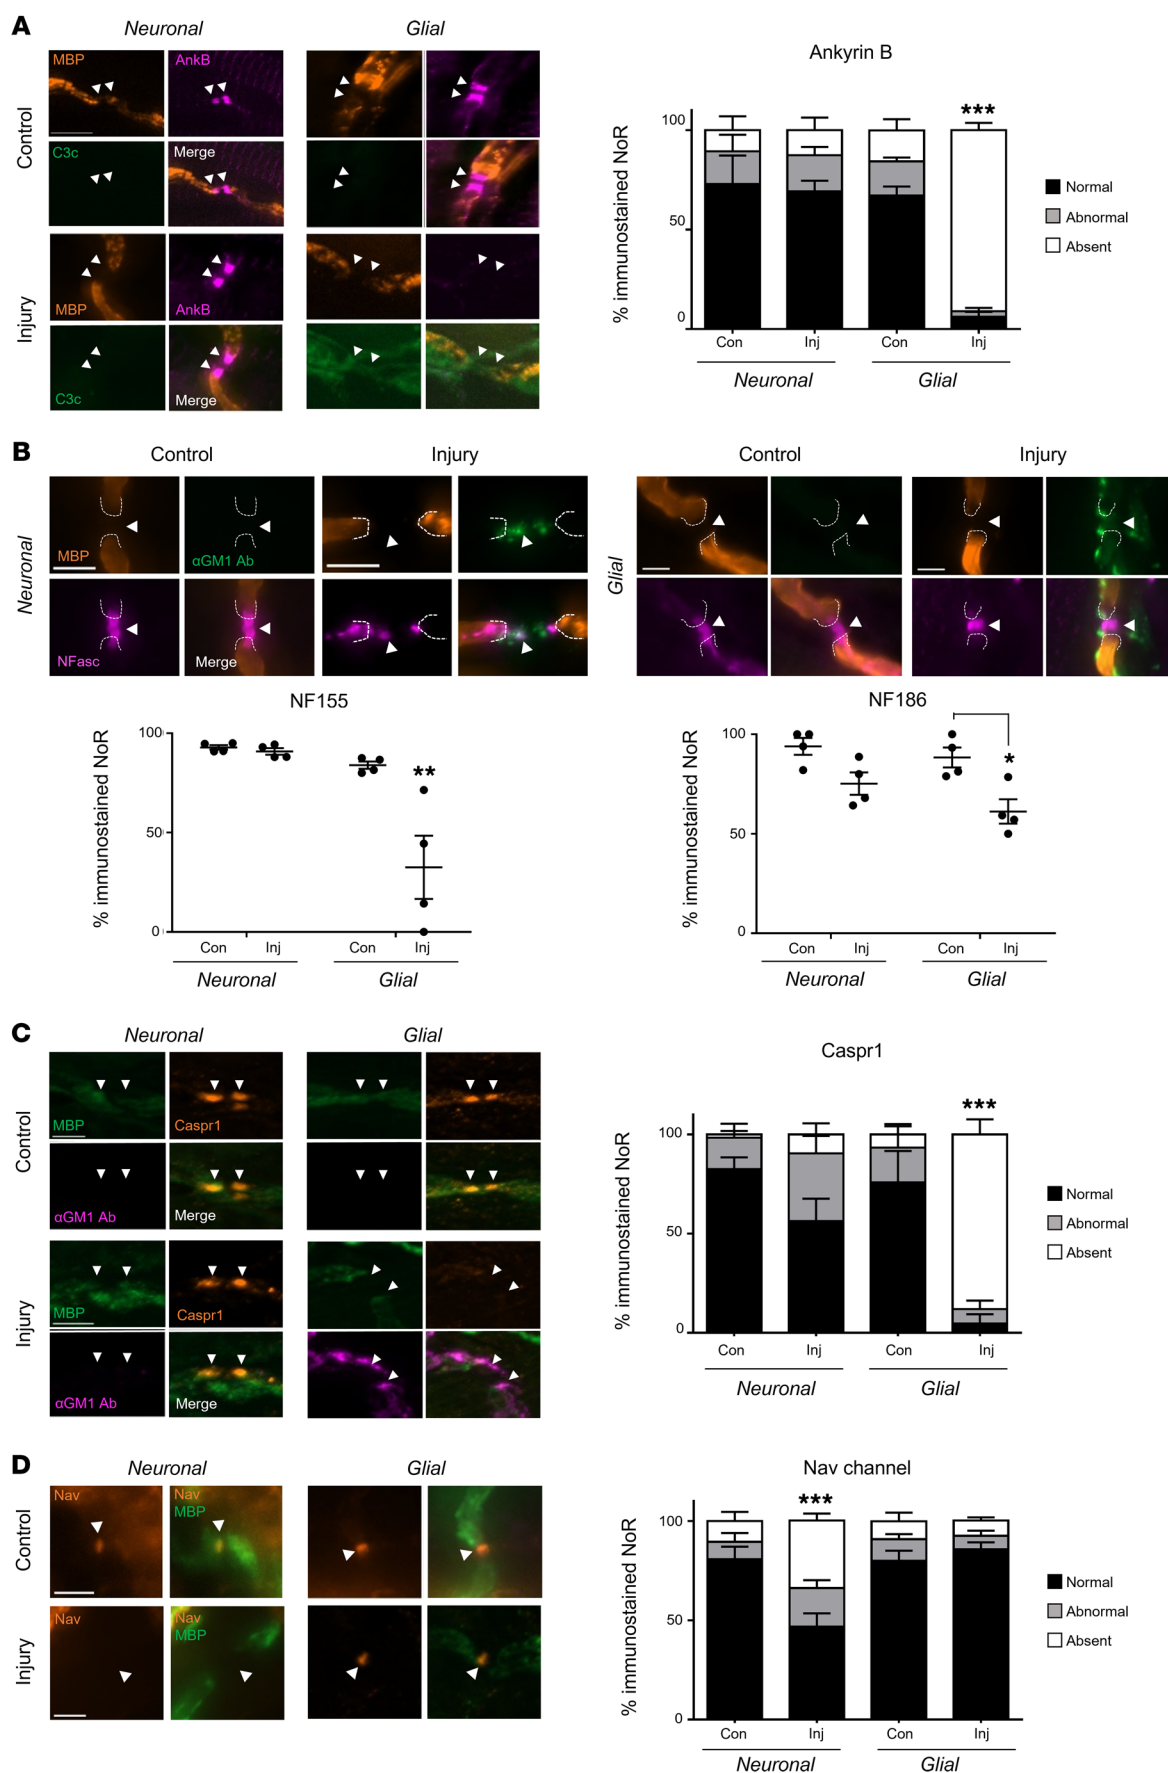 A
Neuronal
Glial
Control
MBP
AnkB
C3c
Merge
Injury
MBP
AnkB
C3c
Merge
Ankyrin B
% immunostained NoR
100
50
0
***
Con
Inj
Con
Inj
Neuronal
Glial
Normal
Abnormal
Absent
B
Control
Injury
Control
Injury
Neuronal
MBP
αGM1 Ab
NFasc
Merge
Glial
NF155
% immunostained NoR
100
50
0
**
Con
Inj
Con
Inj
Neuronal
Glial
NF186
% immunostained NoR
100
50
0
*
Con
Inj
Con
Inj
Neuronal
Glial
C
Neuronal
Glial
Control
MBP
Caspr1
αGM1 Ab
Merge
Injury
MBP
Caspr1
αGM1 Ab
Merge
Caspr1
% immunostained NoR
100
50
0
***
Con
Inj
Con
Inj
Neuronal
Glial
Normal
Abnormal
Absent
D
Neuronal
Glial
Control
Nav
Nav
MBP
Injury
Nav
Nav
MBP
Nav channel
% immunostained NoR
100
50
0
***
Con
Inj
Con
Inj
Neuronal
Glial
Normal
Abnormal
Absent